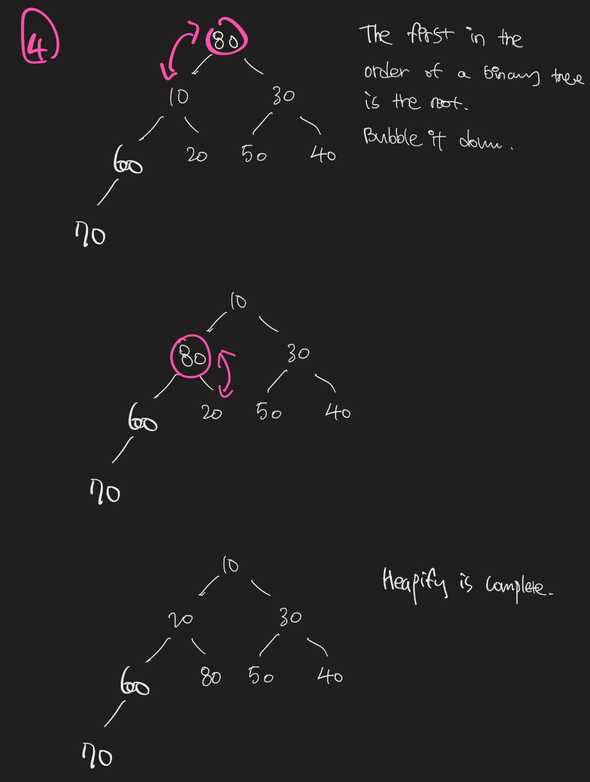 4
80
The first in the
order of a binary tree
is the root.
Bubble it down.
10 30
60 20 50 40
70
10
80 30
60 20 50 40
70
10
Heapify is complete.
20 30
60 80 50 40
70